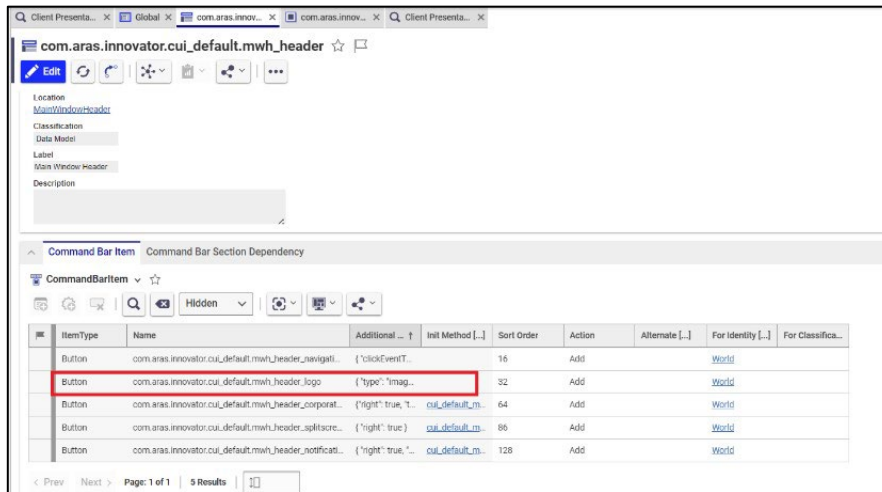 Client Presenta... Global com.aras.innov... com.aras.innov... Client Presenta...
com.aras.innovator.cui_default.mwh_header
Edit
Location
MainWindowHeader
Classification
Data Model
Label
Main Window Header
Description
Command Bar Item Command Bar Section Dependency
CommandBarItem
Hidden
ItemType Name Additional ... ↑ Init Method [...] Sort Order Action Alternate [...] For Identity [...] For Classifica...
Button com.aras.innovator.cui_default.mwh_header_navigati... { "clickEventT... 16 Add World
Button com.aras.innovator.cui_default.mwh_header_logo { "type": "imag... 32 Add World
Button com.aras.innovator.cui_default.mwh_header_corporat... {"right": true, "t... cui_default_m... 64 Add World
Button com.aras.innovator.cui_default.mwh_header_splitscre... { "right": true } cui_default_m... 86 Add World
Button com.aras.innovator.cui_default.mwh_header_notificati... { "right": true, "... cui_default_m... 128 Add World
< Prev Next > Page: 1 of 1 5 Results